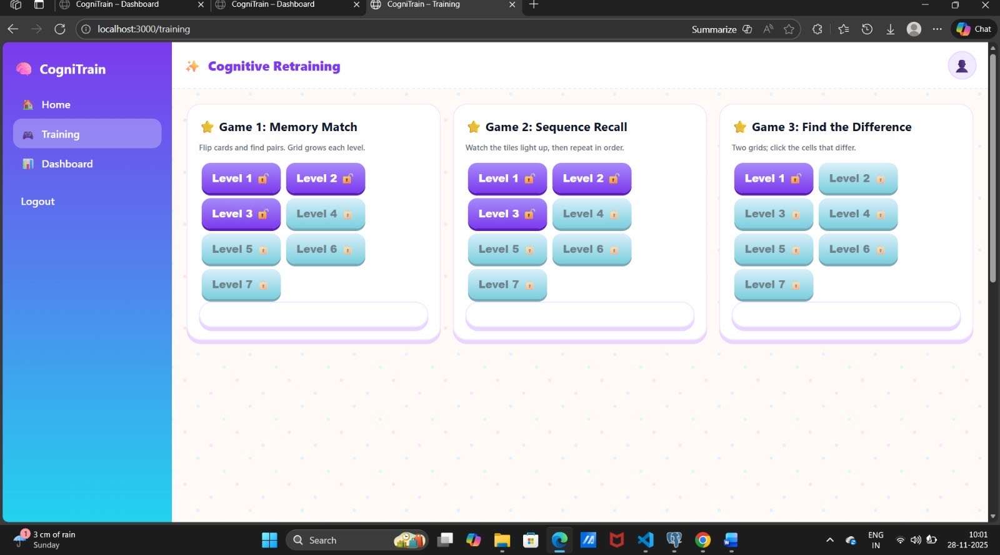 CogniTrain – Dashboard
CogniTrain – Dashboard
CogniTrain – Training
localhost:3000/training
Summarize
Chat
CogniTrain
Home
Training
Dashboard
Logout
Cognitive Retraining
Game 1: Memory Match
Flip cards and find pairs. Grid grows each level.
Level 1
Level 2
Level 3
Level 4
Level 5
Level 6
Level 7
Game 2: Sequence Recall
Watch the tiles light up, then repeat in order.
Level 1
Level 2
Level 3
Level 4
Level 5
Level 6
Level 7
Game 3: Find the Difference
Two grids; click the cells that differ.
Level 1
Level 2
Level 3
Level 4
Level 5
Level 6
Level 7
1
3 cm of rain
Sunday
Search
ENG
IN
10:01
28-11-2025